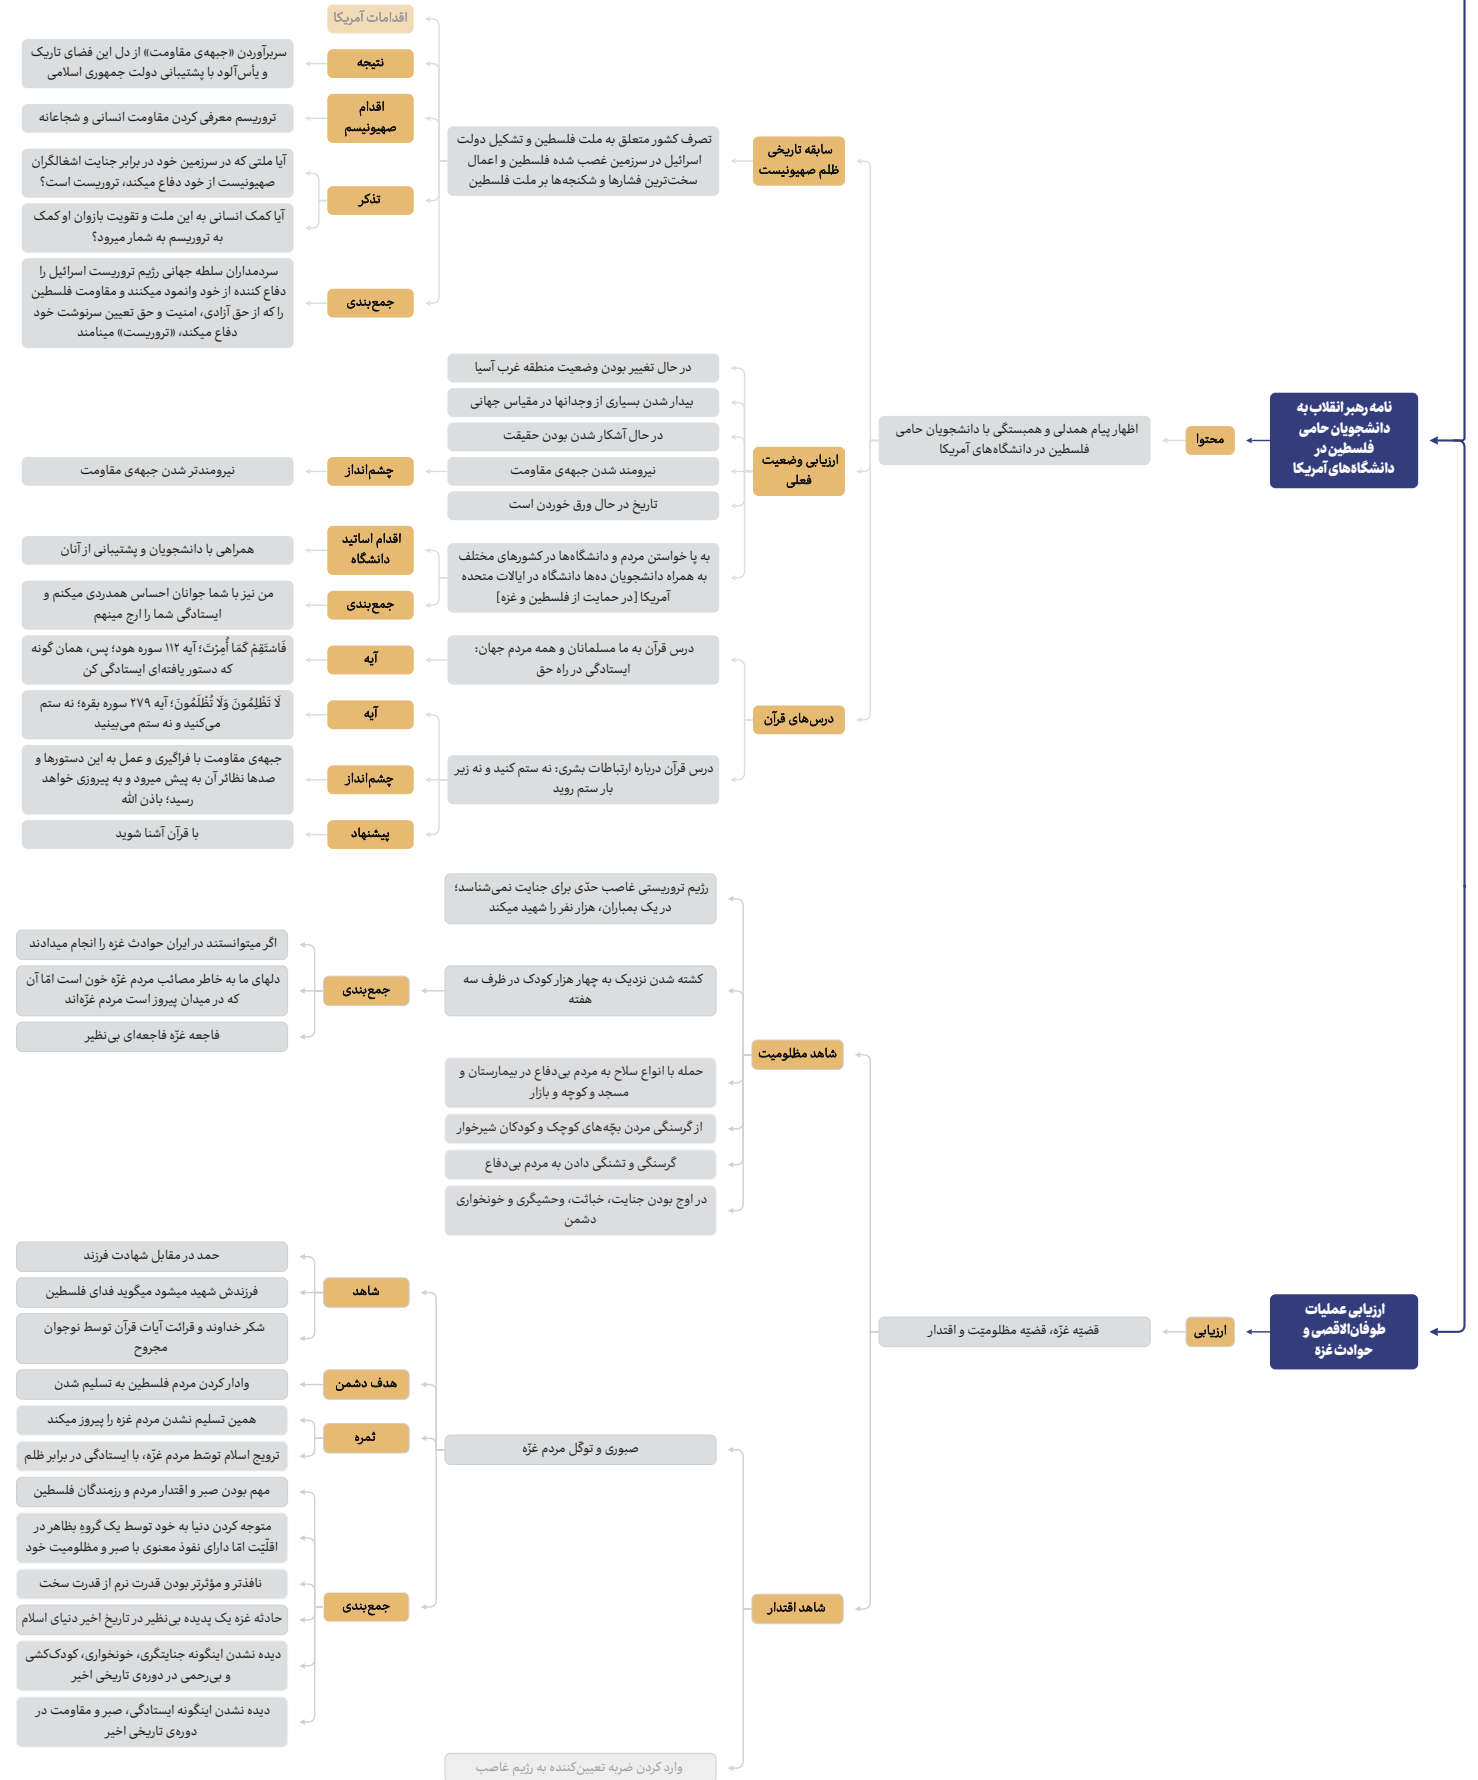 نامه رهبر انقلاب به
دانشجویان حامی
فلسطین در
دانشگاه‌های آمریکا
محتوا
اظهار پیام همدلی و همبستگی با دانشجویان حامی
فلسطین در دانشگاه‌های آمریکا
سابقه تاریخی
ظلم صهیونیست
تصرف کشور متعلق به ملت فلسطین و تشکیل دولت
اسرائیل در سرزمین غصب شده فلسطین و اعمال
سخت‌ترین فشارها و شکنجه‌ها بر ملت فلسطین
اقدامات آمریکا
نتیجه
سربرآوردن «جبهه‌ی مقاومت» از دل این فضای تاریک
و یأس‌آلود با پشتیبانی دولت جمهوری اسلامی
اقدام
صهیونیسم
تروریسم معرفی کردن مقاومت انسانی و شجاعانه
تذکر
آیا ملتی که در سرزمین خود در برابر جنایت اشغالگران
صهیونیست از خود دفاع میکند، تروریست است؟
آیا کمک انسانی به این ملت و تقویت بازوان او کمک
به تروریسم به شمار میرود؟
جمع‌بندی
سردمداران سلطه جهانی رژیم تروریست اسرائیل را
دفاع کننده از خود وانمود میکنند و مقاومت فلسطین
را که از حق آزادی، امنیت و حق تعیین سرنوشت خود
دفاع میکند، «تروریست» مینامند
ارزیابی وضعیت
فعلی
در حال تغییر بودن وضعیت منطقه غرب آسیا
بیدار شدن بسیاری از وجدانها در مقیاس جهانی
در حال آشکار شدن بودن حقیقت
نیرومند شدن جبهه‌ی مقاومت
چشم‌انداز
نیرومندتر شدن جبهه‌ی مقاومت
تاریخ در حال ورق خوردن است
به پا خواستن مردم و دانشگاه‌ها در کشورهای مختلف
به همراه دانشجویان ده‌ها دانشگاه در ایالات متحده
آمریکا [در حمایت از فلسطین و غزه]
اقدام اساتید
دانشگاه
همراهی با دانشجویان و پشتیبانی از آنان
جمع‌بندی
من نیز با شما جوانان احساس همدردی میکنم و
ایستادگی شما را ارج مینهم
درس‌های قرآن
درس قرآن به ما مسلمانان و همه مردم جهان:
ایستادگی در راه حق
آیه
فَاستَقِمْ کَمَا أُمِرْتَ؛ آیه ۱۱۲ سوره هود؛ پس، همان گونه
که دستور یافته‌ای ایستادگی کن
درس قرآن درباره ارتباطات بشری: نه ستم کنید و نه زیر
بار ستم روید
آیه
لَا تَظْلِمُونَ وَلَا تُظْلَمُونَ؛ آیه ۲۷۹ سوره بقره؛ نه ستم
می‌کنید و نه ستم می‌بینید
چشم‌انداز
جبهه‌ی مقاومت با فراگیری و عمل به این دستورها و
صدها نظائر آن به پیش میرود و به پیروزی خواهد
رسید؛ باذن الله
پیشنهاد
با قرآن آشنا شوید
ارزیابی عملیات
طوفان‌الاقصی و
حوادث غزه
ارزیابی
قضیّه غزّه، قضیّه مظلومیّت و اقتدار
شاهد مظلومیت
رژیم تروریستی غاصب حدّی برای جنایت نمی‌شناسد؛
در یک بمباران، هزار نفر را شهید میکند
کشته شدن نزدیک به چهار هزار کودک در ظرف سه
هفته
جمع‌بندی
اگر میتوانستند در ایران حوادث غزه را انجام میدادند
دلهای ما به خاطر مصائب مردم غزّه خون است امّا آن
که در میدان پیروز است مردم غزّه‌اند
فاجعه غزّه فاجعه‌ای بی‌نظیر
حمله با انواع سلاح به مردم بی‌دفاع در بیمارستان و
مسجد و کوچه و بازار
از گرسنگی مردن بچّه‌های کوچک و کودکان شیرخوار
گرسنگی و تشنگی دادن به مردم بی‌دفاع
در اوج بودن جنایت، خباثت، وحشیگری و خونخواری
دشمن
شاهد اقتدار
صبوری و توکّل مردم غزّه
شاهد
حمد در مقابل شهادت فرزند
فرزندش شهید میشود میگوید فدای فلسطین
شکر خداوند و قرائت آیات قرآن توسط نوجوان
مجروح
هدف دشمن
وادار کردن مردم فلسطین به تسلیم شدن
ثمره
همین تسلیم نشدن مردم غزه را پیروز میکند
ترویج اسلام توسّط مردم غزّه، با ایستادگی در برابر ظلم
جمع‌بندی
مهم بودن صبر و اقتدار مردم و رزمندگان فلسطین
متوجه کردن دنیا به خود توسط یک گروه بظاهر در
اقلّیّت امّا دارای نفوذ معنوی با صبر و مظلومیت خود
نافذتر و مؤثرتر بودن قدرت نرم از قدرت سخت
حادثه غزه یک پدیده بی‌نظیر در تاریخ اخیر دنیای اسلام
دیده نشدن اینگونه جنایتگری، خونخواری، کودک‌کشی
و بی‌رحمی در دوره‌ی تاریخی اخیر
دیده نشدن اینگونه ایستادگی، صبر و مقاومت در
دوره‌ی تاریخی اخیر
وارد کردن ضربه تعیین‌کننده به رژیم غاصب